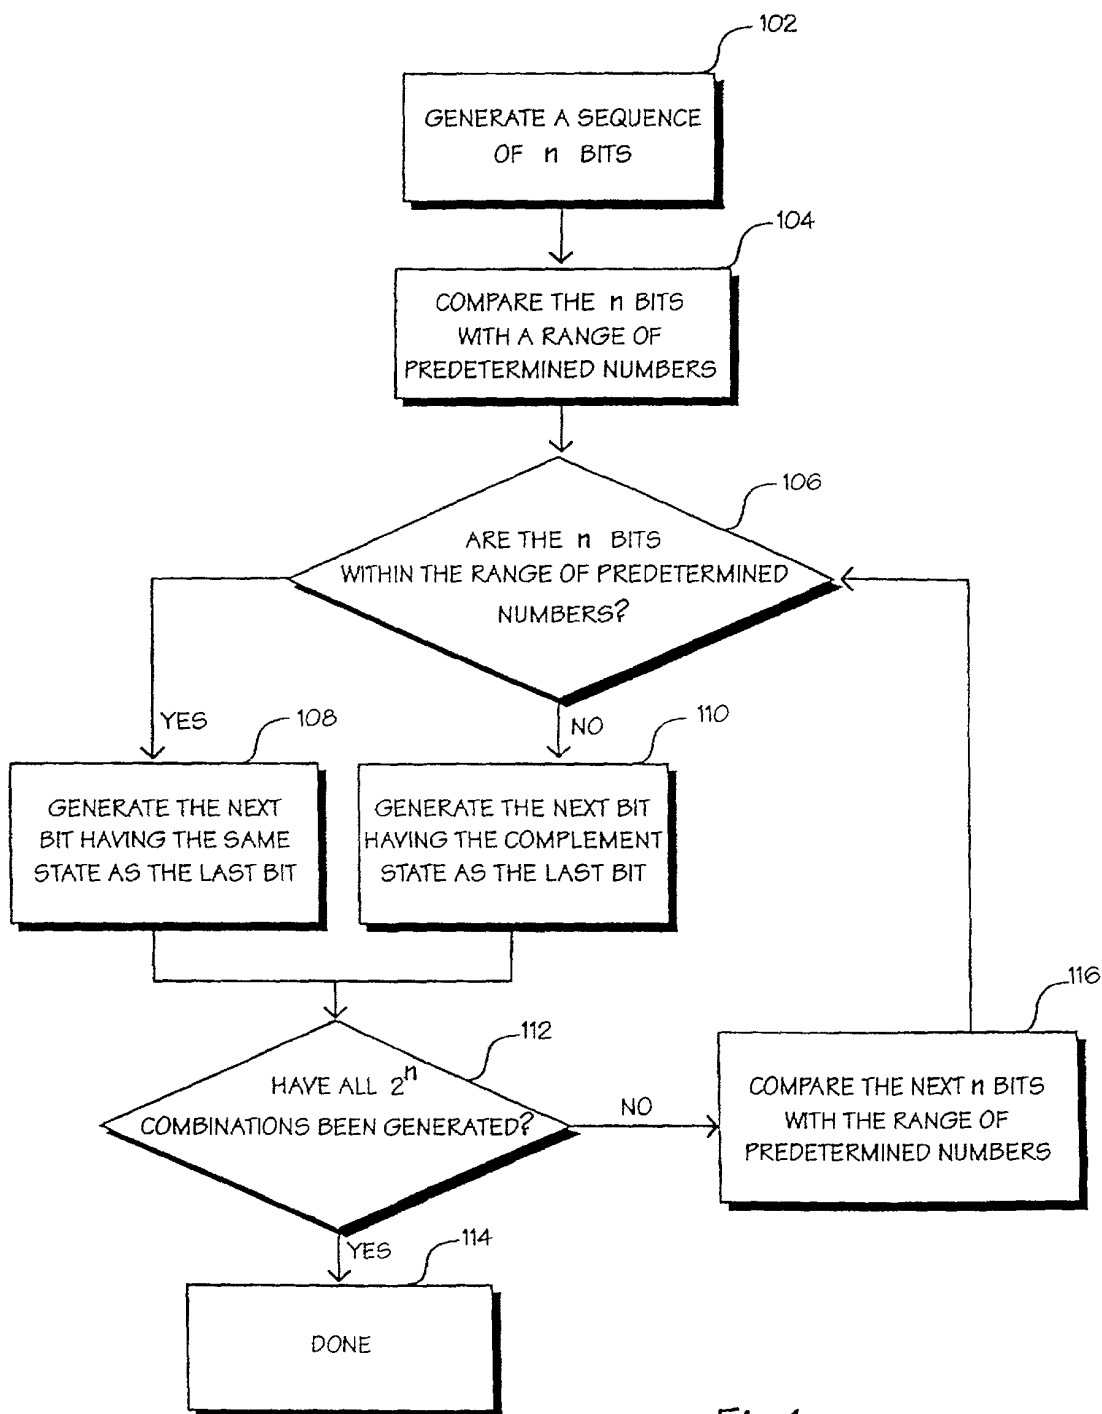 102
GENERATE A SEQUENCE
OF n BITS
104
COMPARE THE n BITS
WITH A RANGE OF
PREDETERMINED NUMBERS
106
ARE THE n BITS
WITHIN THE RANGE OF PREDETERMINED
NUMBERS?
YES
108
NO
110
GENERATE THE NEXT
BIT HAVING THE SAME
STATE AS THE LAST BIT
GENERATE THE NEXT BIT
HAVING THE COMPLEMENT
STATE AS THE LAST BIT
112
HAVE ALL 2^n
COMBINATIONS BEEN GENERATED?
NO
116
COMPARE THE NEXT n BITS
WITH THE RANGE OF
PREDETERMINED NUMBERS
YES
114
DONE